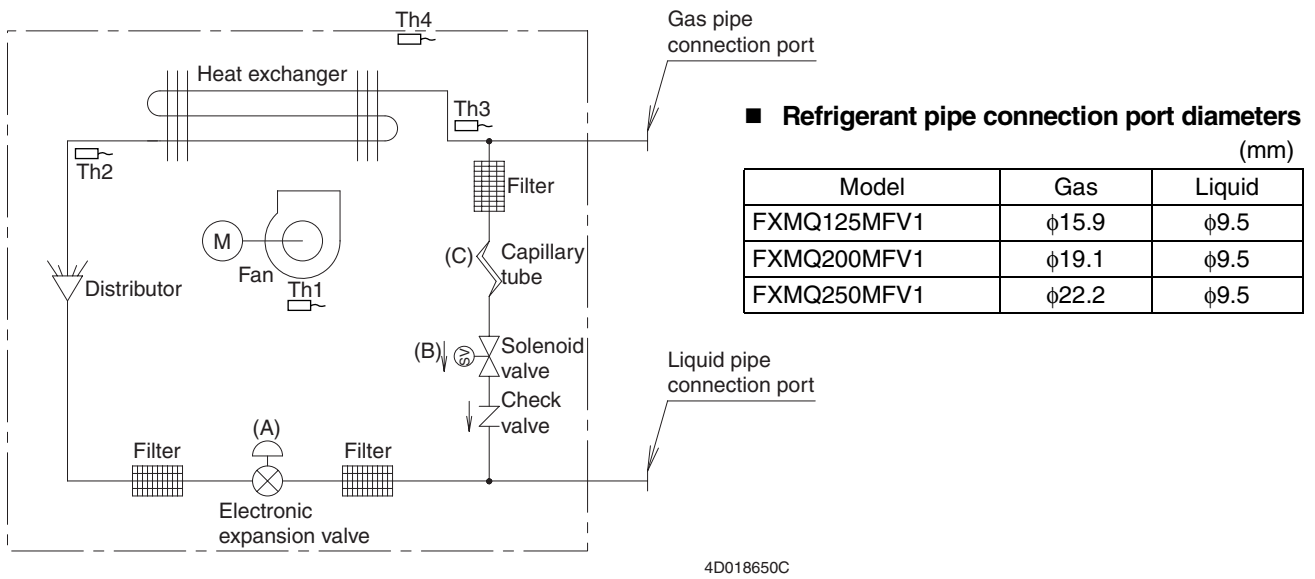 Th4
Gas pipe
connection port
Heat exchanger
Th3
Th2
Filter
M
Fan
(C)
Capillary
tube
Distributor
Th1
(B)
SV
Solenoid
valve
Check
valve
Liquid pipe
connection port
(A)
Filter
Filter
Electronic
expansion valve
■ Refrigerant pipe connection port diameters
(mm)
Model Gas Liquid
FXMQ125MFV1 ϕ15.9 ϕ9.5
FXMQ200MFV1 ϕ19.1 ϕ9.5
FXMQ250MFV1 ϕ22.2 ϕ9.5
4D018650C